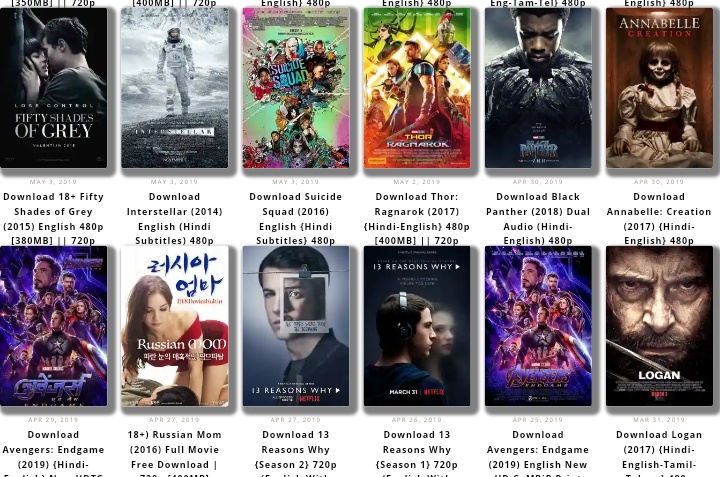 [350MB] || 720p
[400MB] || 720p
English} 480p
English} 480p
Eng-Tam-Tel} 480p
English} 480p
LOSE CONTROL
FIFTY SHADES
OF GREY
VALENTINE 2015
INTERSTELLAR
SUICIDE
SQUAD
THOR
RAGNAROK
BLACK
PANTHER
ANNABELLE
CREATION
MAY 3, 2019
MAY 3, 2019
MAY 3, 2019
MAY 2, 2019
APR 30, 2019
APR 30, 2019
Download 18+ Fifty
Shades of Grey
(2015) English 480p
[380MB] || 720p
Download
Interstellar (2014)
English (Hindi
Subtitles) 480p
Download Suicide
Squad (2016)
English {Hindi
Subtitles} 480p
Download Thor:
Ragnarok (2017)
{Hindi-English} 480p
[400MB] || 720p
Download Black
Panther (2018) Dual
Audio (Hindi-
English) 480p
Download
Annabelle: Creation
(2017) {Hindi-
English} 480p
ENDGAME
러시아
엄마
Russian MOM
13 REASONS WHY
NETFLIX
13 REASONS WHY
MARCH 31 | NETFLIX
AVENGERS
ENDGAME
LOGAN
APR 29, 2019
APR 27, 2019
APR 27, 2019
APR 26, 2019
APR 25, 2019
MAR 31, 2019
Download
Avengers: Endgame
(2019) {Hindi-
18+) Russian Mom
(2016) Full Movie
Free Download |
Download 13
Reasons Why
{Season 2} 720p
Download 13
Reasons Why
{Season 1} 720p
Download
Avengers: Endgame
(2019) English New
Download Logan
(2017) {Hindi-
English-Tamil-